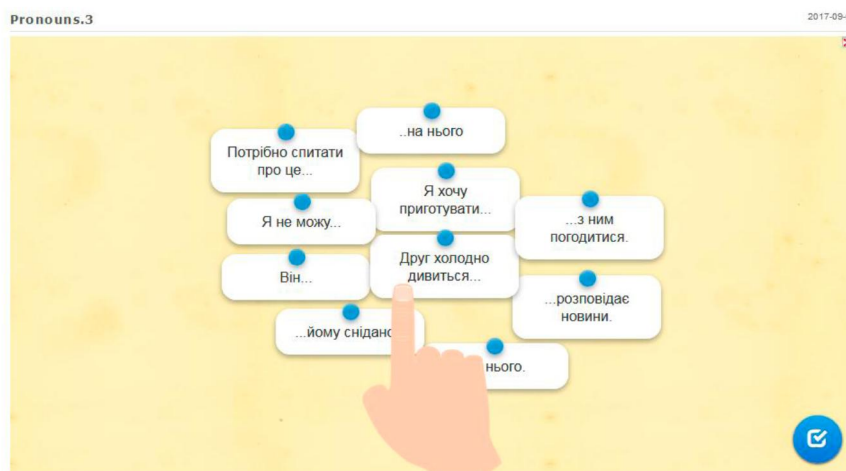 Pronouns.3
2017-09-
..на нього
Потрібно спитати
про це...
Я хочу
приготувати...
Я не можу...
...з ним
погодитися.
Друг холодно
дивиться...
Він...
...розповідає
новини.
...йому
нього.